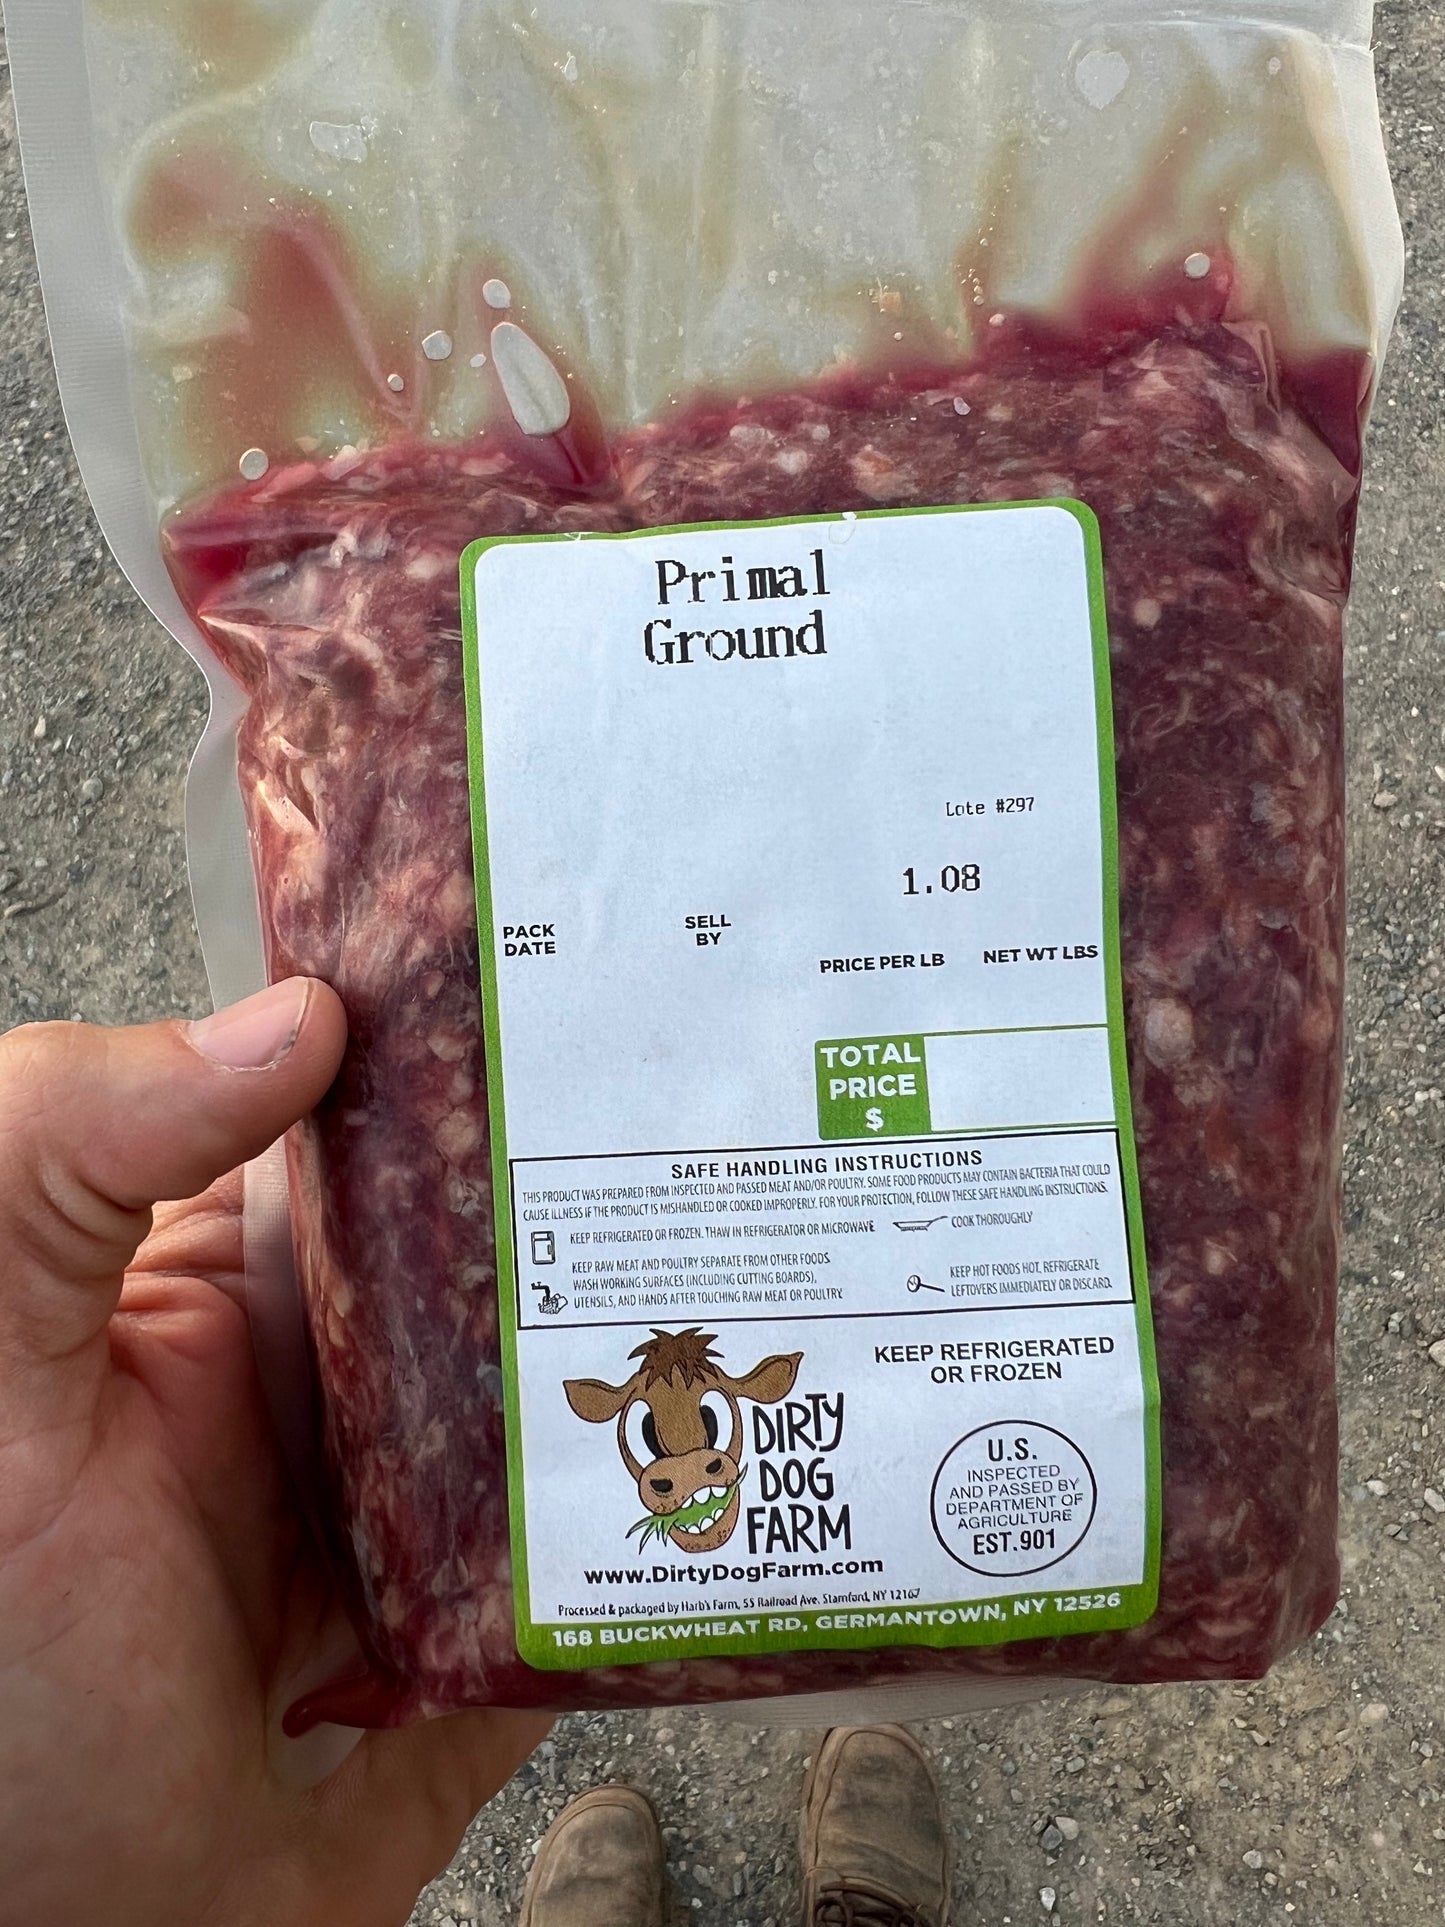 Primal
Ground
Lote #297
1.08
PACK
DATE
SELL
BY
PRICE PER LB
NET WT LBS
TOTAL
PRICE
$
SAFE HANDLING INSTRUCTIONS
THIS PRODUCT WAS PREPARED FROM INSPECTED AND PASSED MEAT AND/OR POULTRY. SOME FOOD PRODUCTS MAY CONTAIN BACTERIA THAT COULD
CAUSE ILLNESS IF THE PRODUCT IS MISHANDLED OR COOKED IMPROPERLY. FOR YOUR PROTECTION, FOLLOW THESE SAFE HANDLING INSTRUCTIONS.
KEEP REFRIGERATED OR FROZEN. THAW IN REFRIGERATOR OR MICROWAVE
COOK THOROUGHLY
KEEP RAW MEAT AND POULTRY SEPARATE FROM OTHER FOODS.
WASH WORKING SURFACES (INCLUDING CUTTING BOARDS),
UTENSILS, AND HANDS AFTER TOUCHING RAW MEAT OR POULTRY.
KEEP HOT FOODS HOT. REFRIGERATE
LEFTOVERS IMMEDIATELY OR DISCARD.
KEEP REFRIGERATED
OR FROZEN
DIRTY
DOG
FARM
www.DirtyDogFarm.com
U.S.
INSPECTED
AND PASSED BY
DEPARTMENT OF
AGRICULTURE
EST.901
Processed & packaged by Harb's Farm, 55 Railroad Ave. Stamford, NY 12167
168 BUCKWHEAT RD, GERMANTOWN, NY 12526